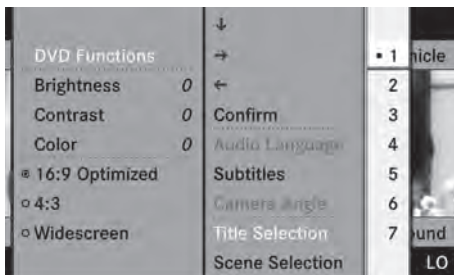 DVD Functions
Brightness 0
Contrast 0
Color 0
16:9 Optimized
4:3
Widescreen
↓
→
←
Confirm
Audio Language
Subtitles
Camera Angle
Title Selection
Scene Selection
• 1
2
3
4
5
6
7
hicle
und
LO